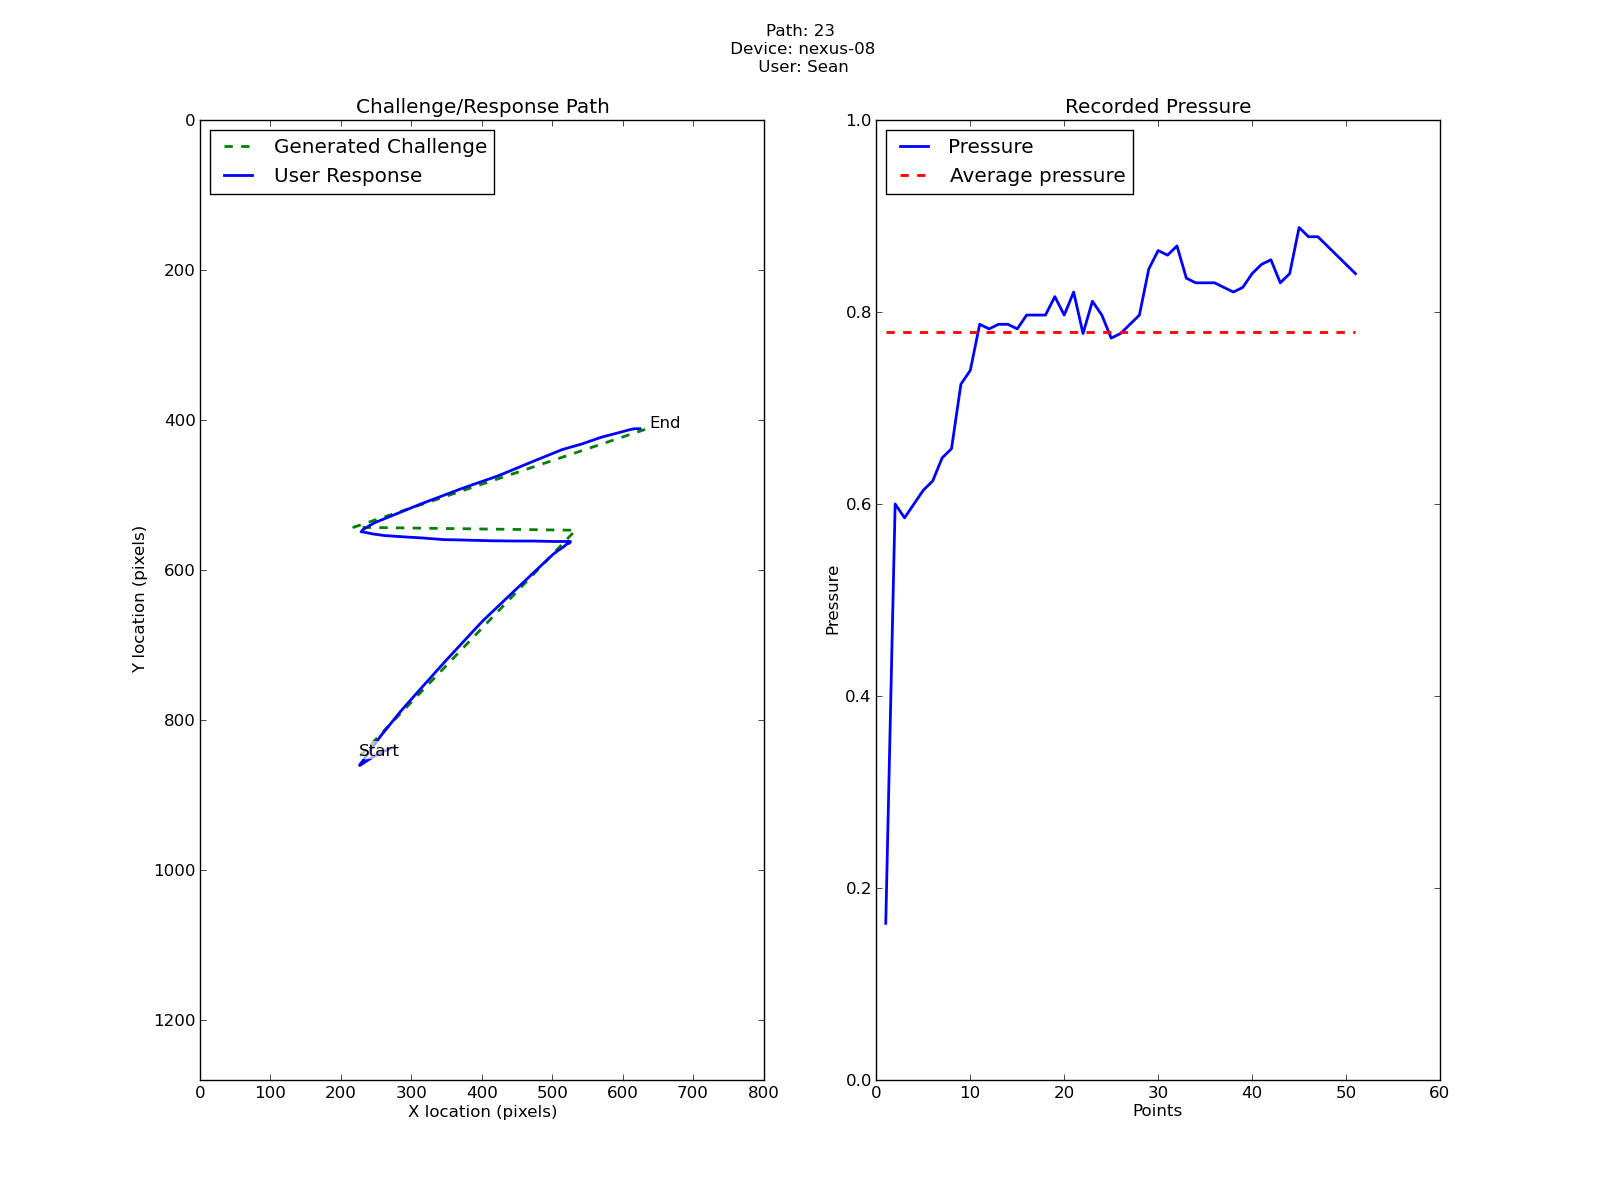 Path: 23
Device: nexus-08
User: Sean
Challenge/Response Path
Generated Challenge
User Response
0
200
400
600
800
1000
1200
Y location (pixels)
End
Start
0 100 200 300 400 500 600 700 800
X location (pixels)
Recorded Pressure
Pressure
Average pressure
1.0
0.8
0.6
0.4
0.2
0.0
Pressure
0 10 20 30 40 50 60
Points